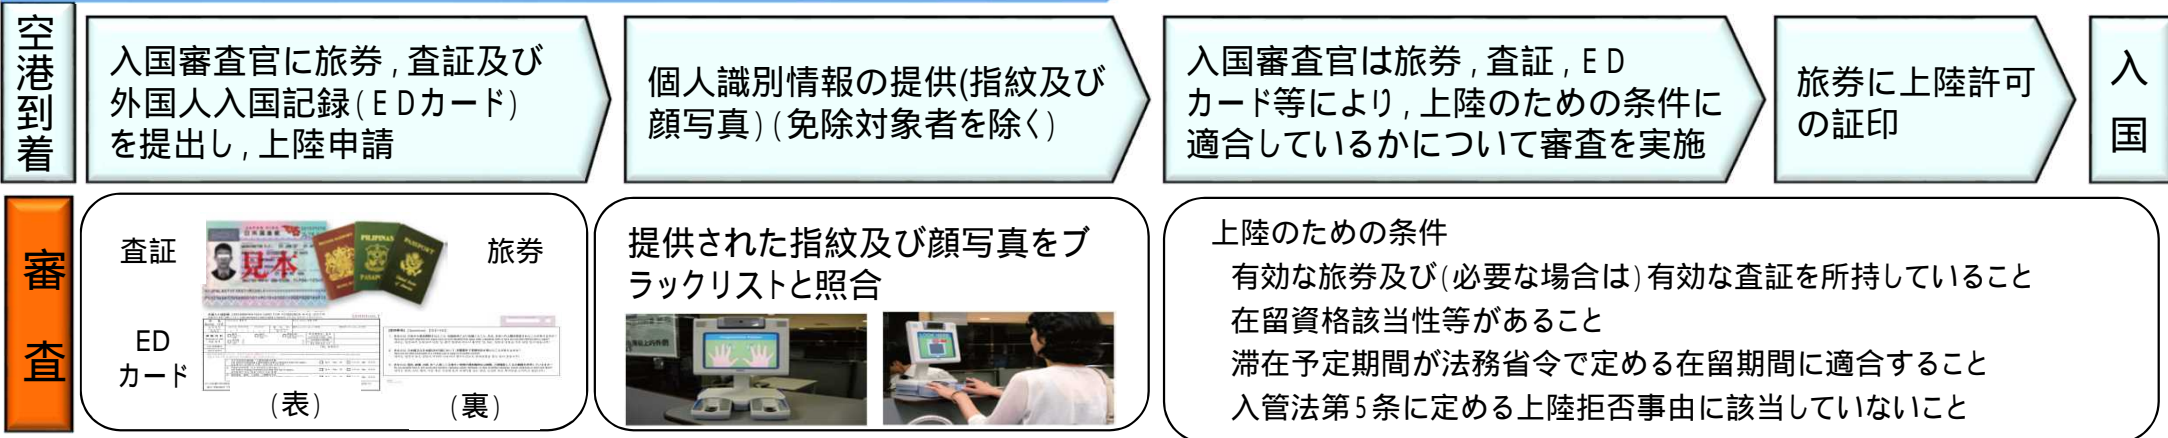 空港到着
入国審査官に旅券,査証及び
外国人入国記録(EDカード)
を提出し,上陸申請
個人識別情報の提供(指紋及び
顔写真)(免除対象者を除く)
入国審査官は旅券,査証,ED
カード等により,上陸のための条件に
適合しているかについて審査を実施
旅券に上陸許可
の証印
入国
審査
査証
見本
PILIPINAS
PASSPORT
旅券
ED
カード
(表)
(裏)
提供された指紋及び顔写真をブ
ラックリストと照合
上陸のための条件
有効な旅券及び(必要な場合は)有効な査証を所持していること
在留資格該当性等があること
滞在予定期間が法務省令で定める在留期間に適合すること
入管法第5条に定める上陸拒否事由に該当していないこと